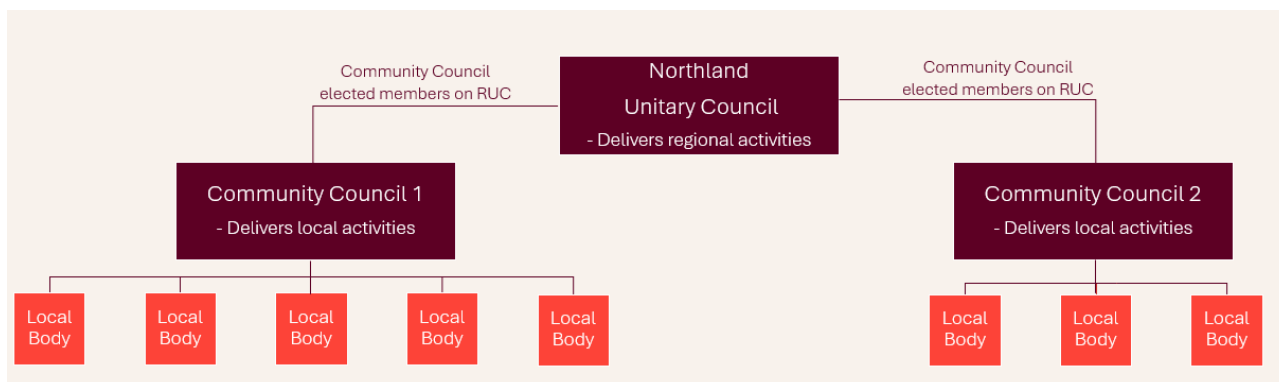 Northland
Unitary Council
- Delivers regional activities
Community Council
elected members on RUC
Community Council
elected members on RUC
Community Council 1
- Delivers local activities
Community Council 2
- Delivers local activities
Local
Body
Local
Body
Local
Body
Local
Body
Local
Body
Local
Body
Local
Body
Local
Body